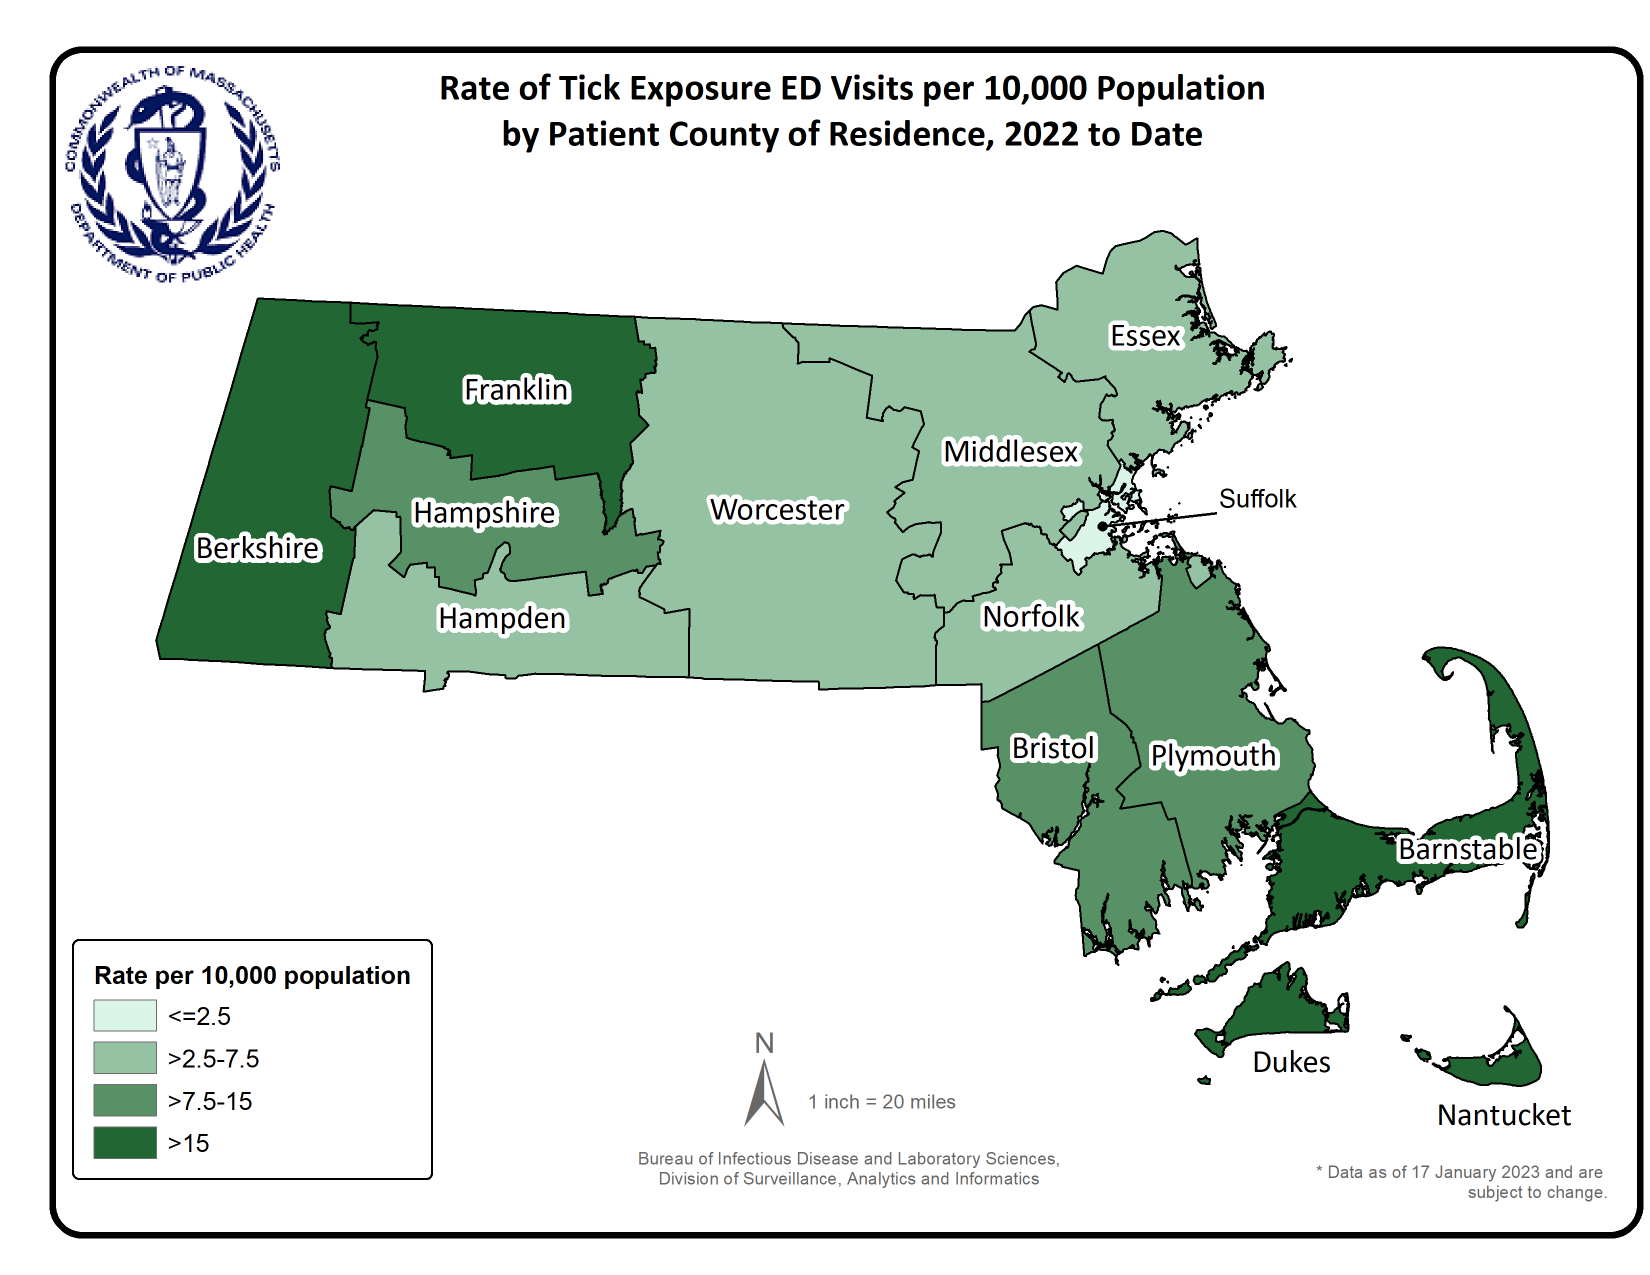 COMMONWEALTH OF MASSACHUSETTS
DEPARTMENT OF PUBLIC HEALTH
Rate of Tick Exposure ED Visits per 10,000 Population
by Patient County of Residence, 2022 to Date
Essex
Franklin
Middlesex
Suffolk
Hampshire
Worcester
Berkshire
Hampden
Norfolk
Bristol
Plymouth
Barnstable
Dukes
Nantucket
Rate per 10,000 population
<=2.5
>2.5-7.5
>7.5-15
>15
N
1 inch = 20 miles
Bureau of Infectious Disease and Laboratory Sciences,
Division of Surveillance, Analytics and Informatics
* Data as of 17 January 2023 and are
subject to change.